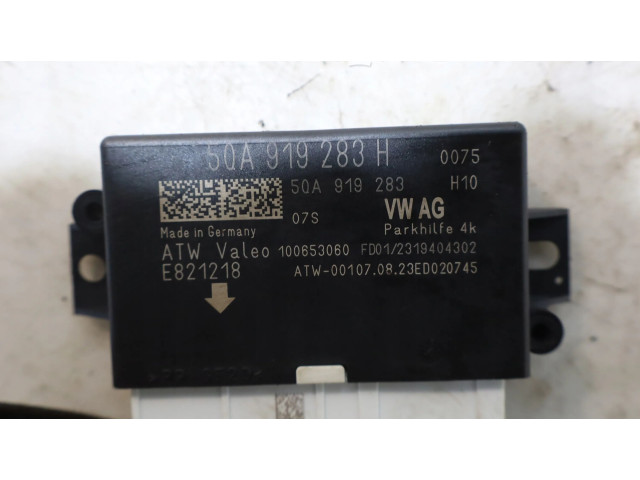 5QA 919 283 H 0075
5QA 919 283 H10
07S VW AG
Made in Germany Parkhilfe 4k
ATW Valeo 100653060 FD01/2319404302
E821218 ATW-00107.08.23ED020745